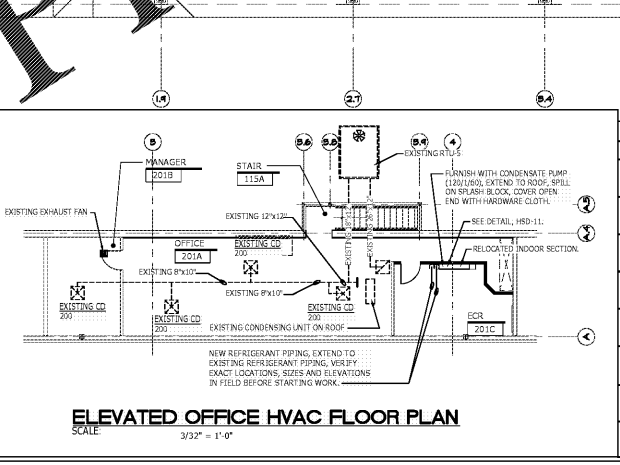 1.9
2.7
3.4
3
3.6
3.8
3.9
4
EXISTING RTU-5
MANAGER
201B
STAIR
115A
FURNISH WITH CONDENSATE PUMP
(120/1/60), EXTEND TO ROOF, SPILL
ON SPLASH BLOCK, COVER OPEN
END WITH HARDWARE CLOTH.
EXISTING EXHAUST FAN
EXISTING 12"x12"
SEE DETAIL, HSD-11.
OFFICE
201A
EXISTING CD
200
RELOCATED INDOOR SECTION.
EXISTING 8"x10"
EXISTING 8"x10"
EXISTING CD
200
EXISTING CD
200
EXISTING CD
200
EXISTING CONDENSING UNIT ON ROOF
ECR
201C
A
NEW REFRIGERANT PIPING, EXTEND TO
EXISTING REFRIGERANT PIPING, VERIFY
EXACT LOCATIONS, SIZES AND ELEVATIONS
IN FIELD BEFORE STARTING WORK.
ELEVATED OFFICE HVAC FLOOR PLAN
SCALE:
3/32" = 1'-0"